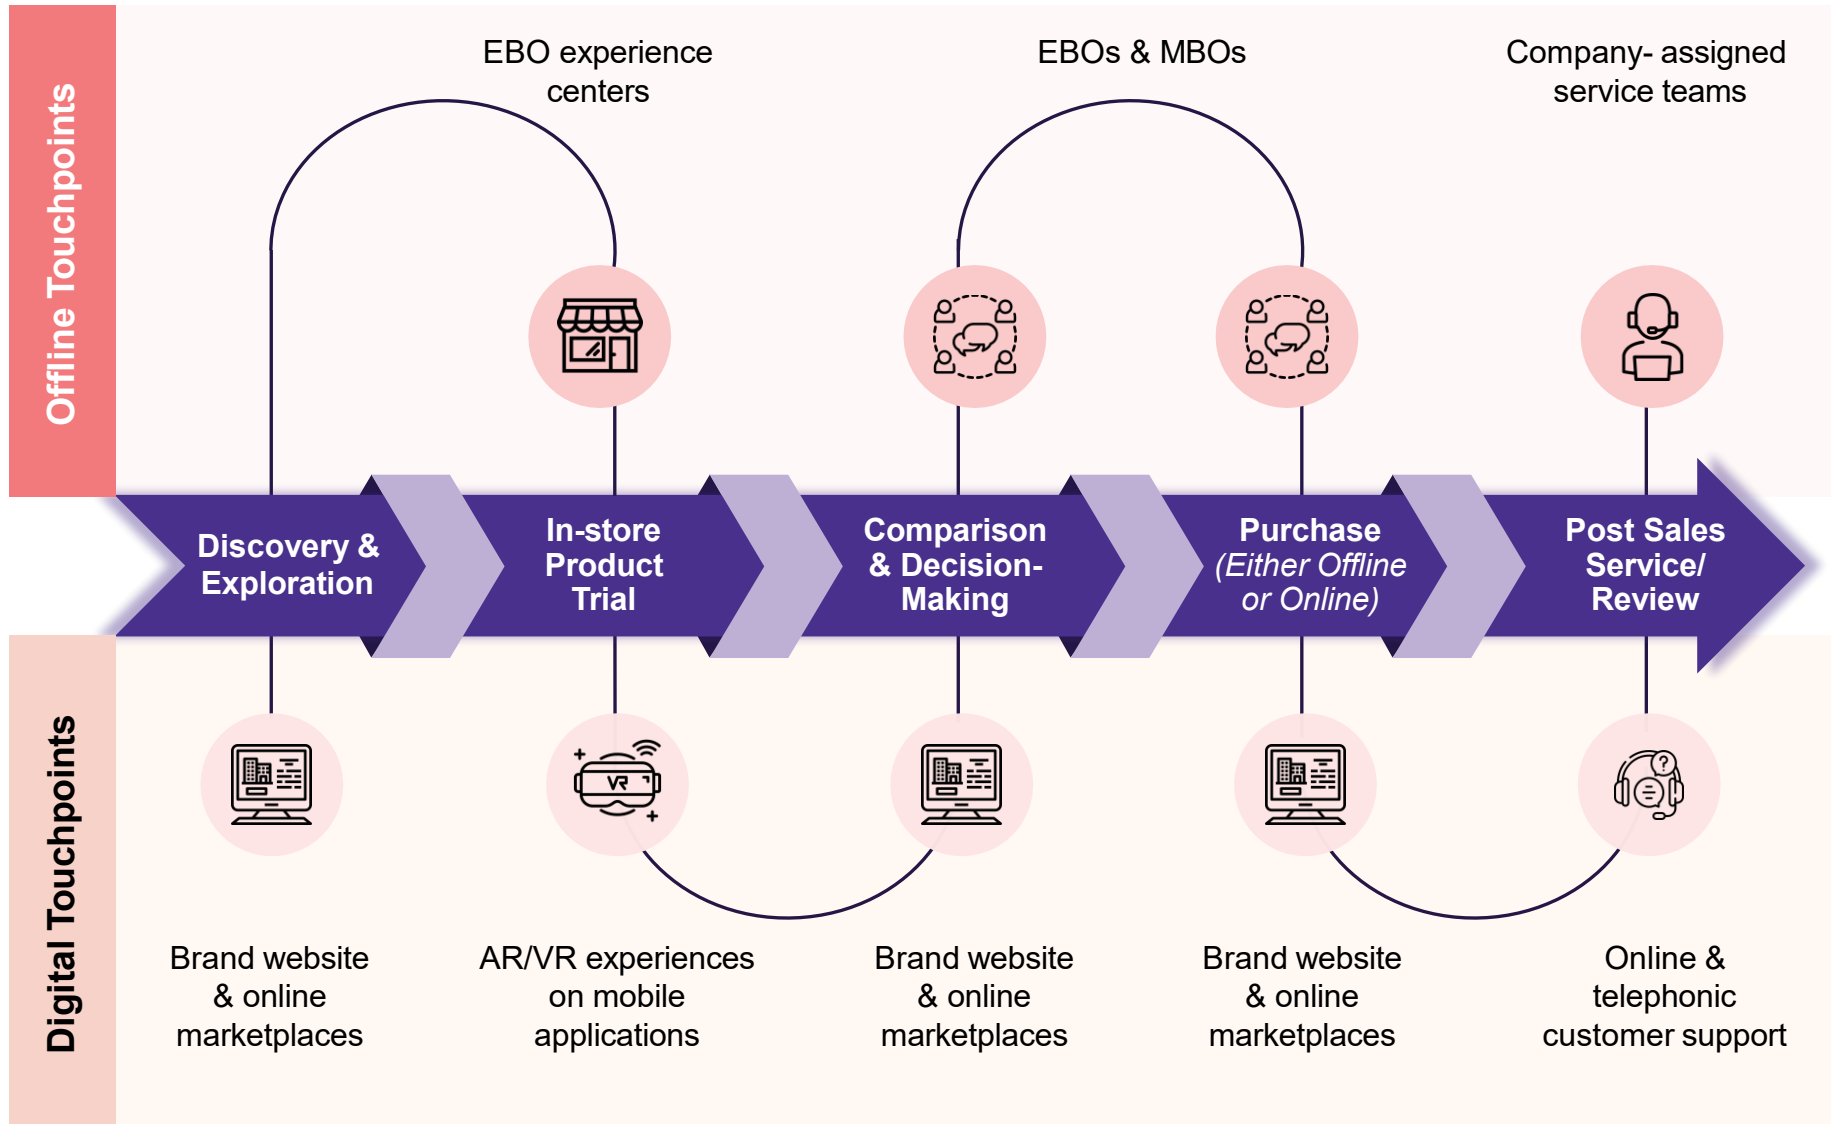 Offline Touchpoints
EBO experience
centers
EBOs & MBOs
Company- assigned
service teams
Discovery &
Exploration
In-store
Product
Trial
Comparison
& Decision-
Making
Purchase
(Either Offline
or Online)
Post Sales
Service/
Review
Digital Touchpoints
VR
?
Brand website
& online
marketplaces
AR/VR experiences
on mobile
applications
Brand website
& online
marketplaces
Brand website
& online
marketplaces
Online &
telephonic
customer support